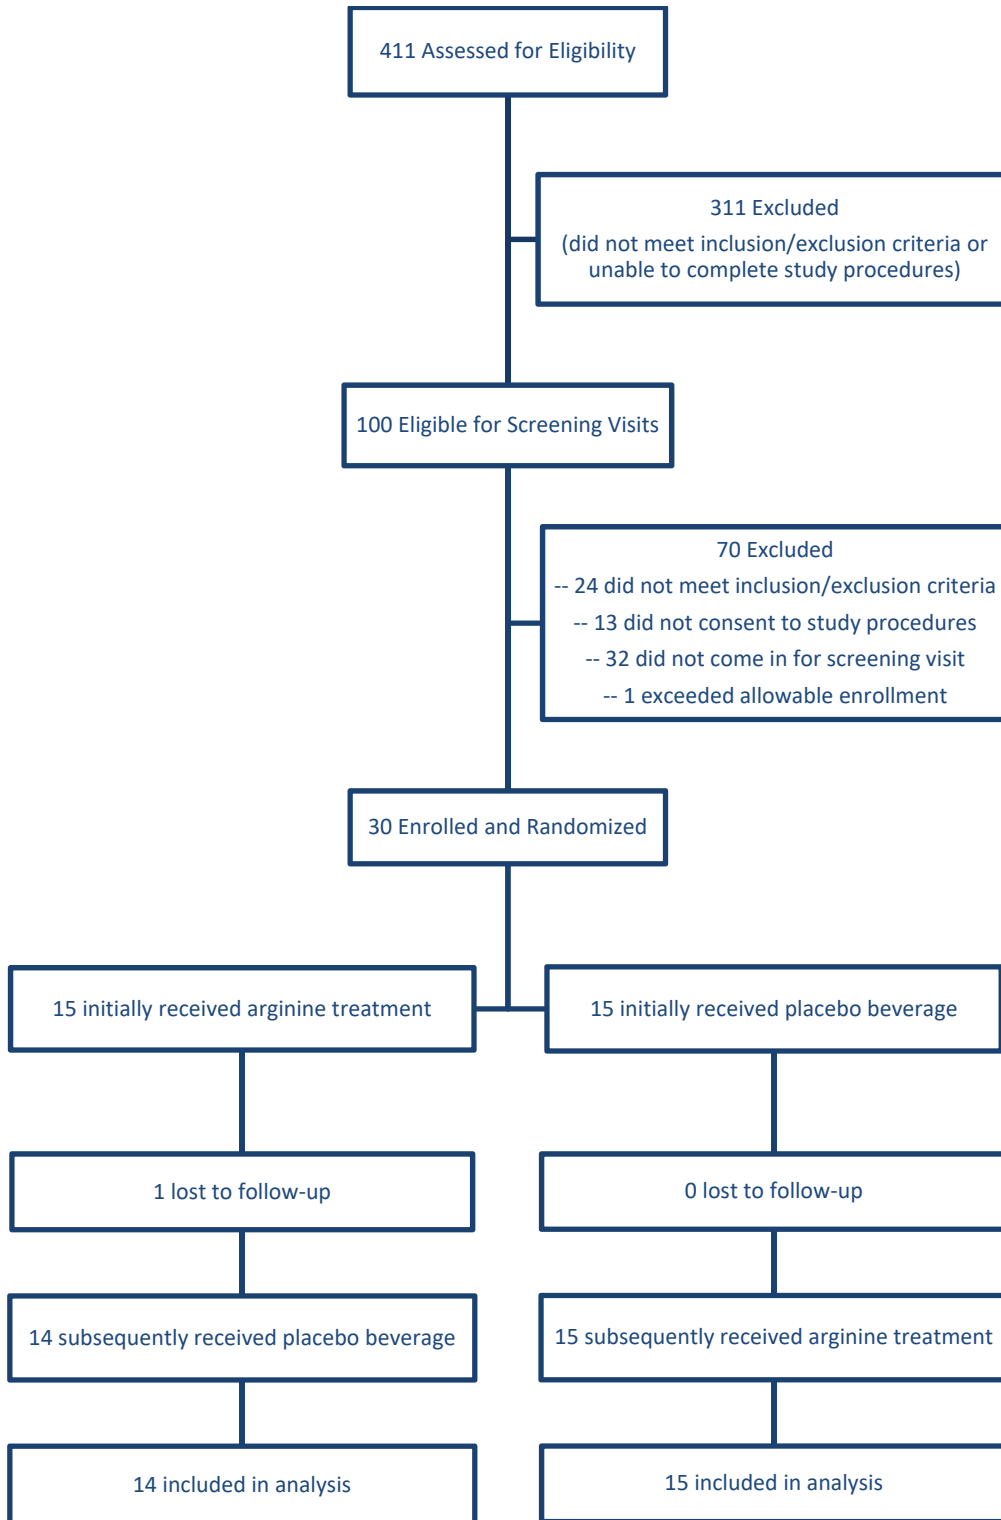 411 Assessed for Eligibility
311 Excluded
(did not meet inclusion/exclusion criteria or
unable to complete study procedures)
100 Eligible for Screening Visits
70 Excluded
-- 24 did not meet inclusion/exclusion criteria
-- 13 did not consent to study procedures
-- 32 did not come in for screening visit
-- 1 exceeded allowable enrollment
30 Enrolled and Randomized
15 initially received arginine treatment
15 initially received placebo beverage
1 lost to follow-up
0 lost to follow-up
14 subsequently received placebo beverage
15 subsequently received arginine treatment
14 included in analysis
15 included in analysis